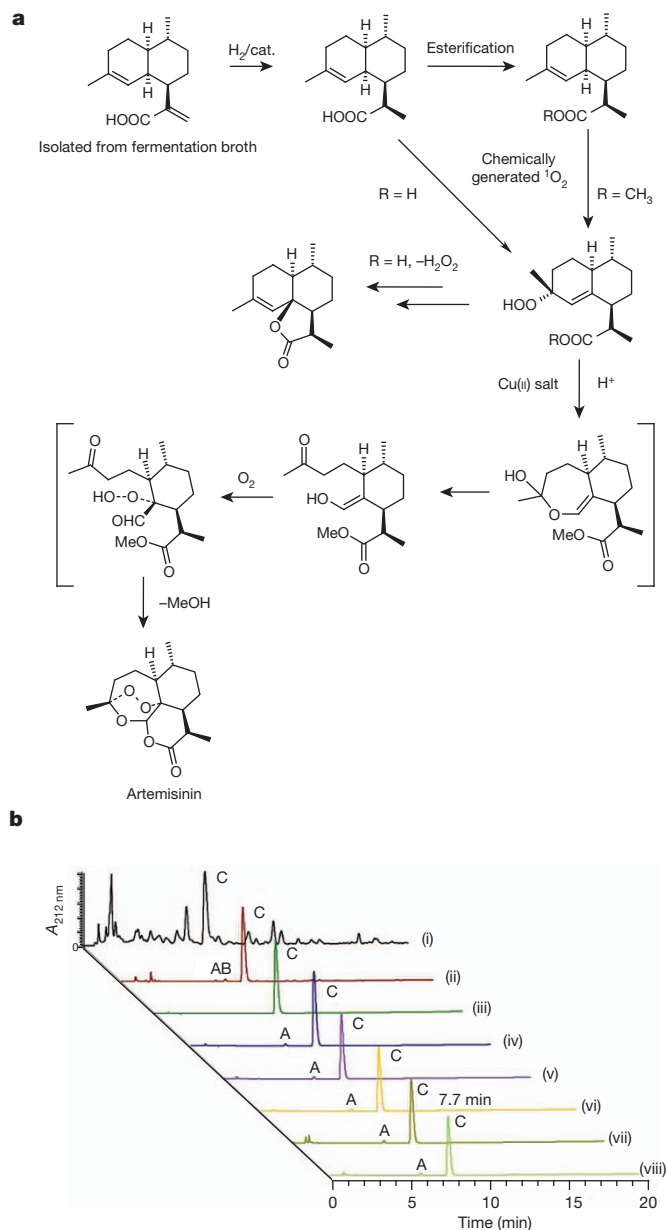 a
H
H
HOOC
Isolated from fermentation broth
H₂/cat.
H
H
HOOC
Esterification
H
H
ROOC
R = H
Chemically
generated ¹O₂
R = CH₃
R = H, –H₂O₂
H
O
O
H
HOO
ROOC
Cu(II) salt
H⁺
O
H
HO
O
OHC
MeO
O
O₂
O
H
HO
MeO
O
H
HO
O
MeO
O
–MeOH
H
O
O
O
O
O
Artemisinin
b
A₂₁₂ ₙₘ
0
C
(i)
AB
C
(ii)
C
(iii)
A
C
(iv)
A
C
(v)
A
C
7.7 min
(vi)
A
C
(vii)
A
C
(viii)
0 5 10 15 20
Time (min)